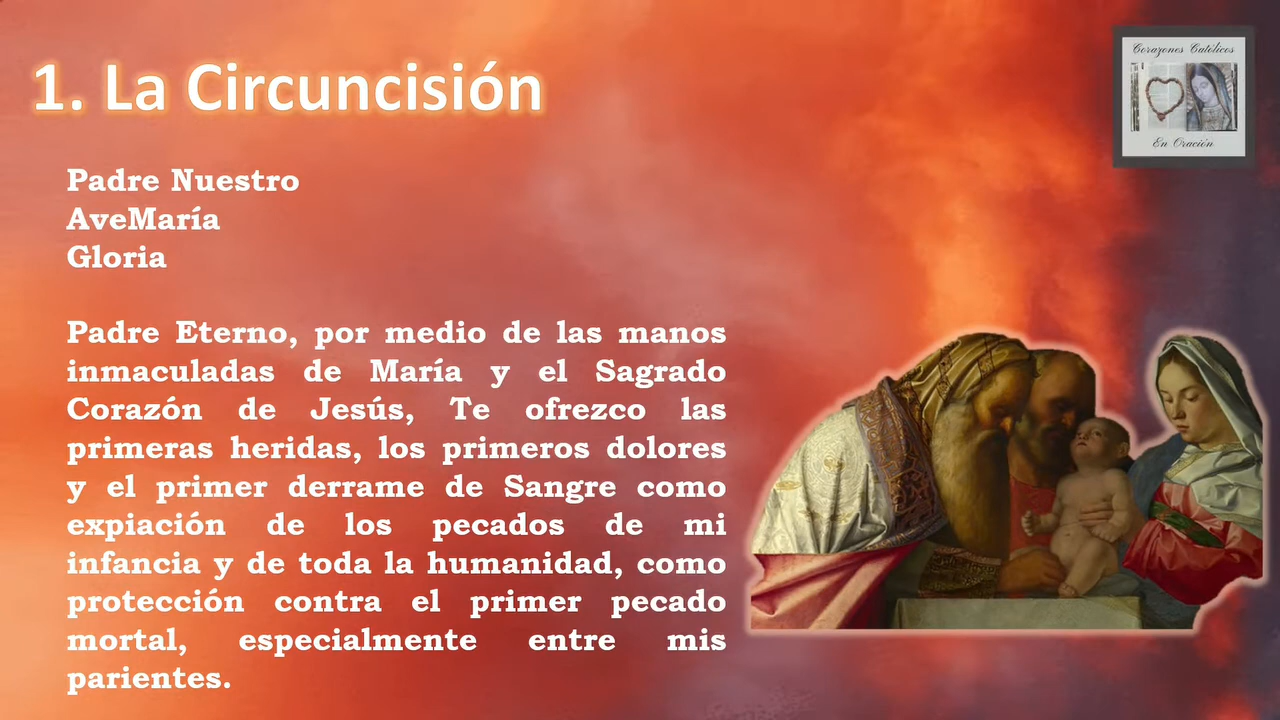 1. La Circuncisión
Corazones Católicos
En Oración
Padre Nuestro
AveMaría
Gloria
Padre Eterno, por medio de las manos
inmaculadas de María y el Sagrado
Corazón de Jesús, Te ofrezco las
primeras heridas, los primeros dolores
y el primer derrame de Sangre como
expiación de los pecados de mi
infancia y de toda la humanidad, como
protección contra el primer pecado
mortal, especialmente entre mis
parientes.